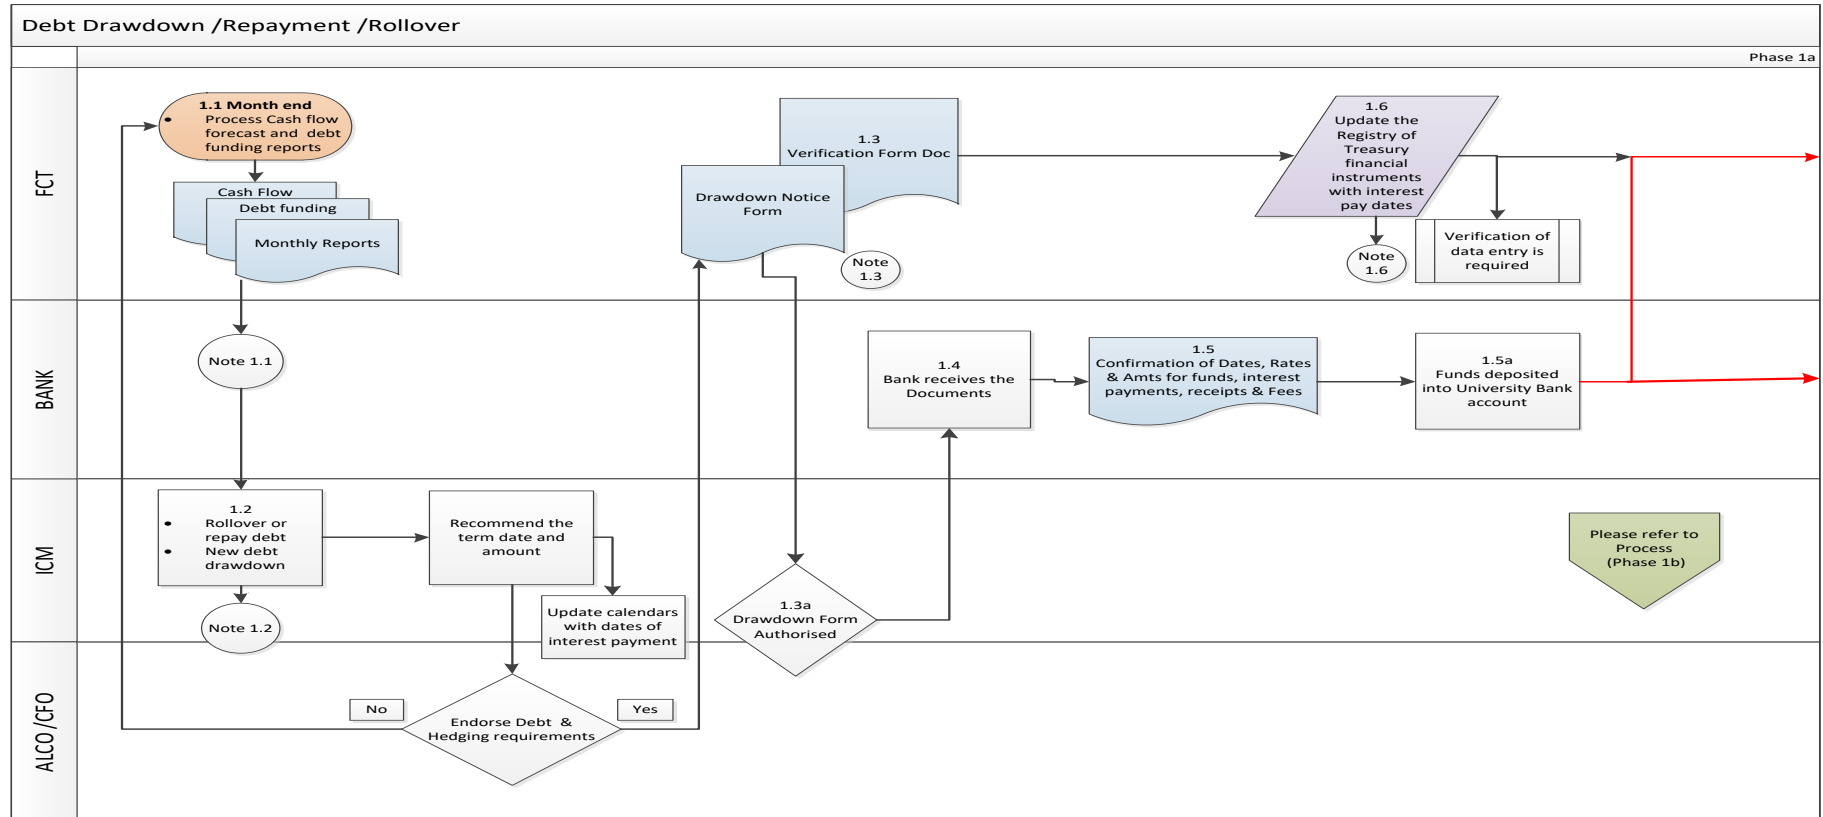 Debt Drawdown /Repayment /Rollover
Phase 1a
FCT
1.1 Month end
• Process Cash flow
forecast and debt
funding reports
Cash Flow
Debt funding
Monthly Reports
1.3
Verification Form Doc
Drawdown Notice
Form
Note
1.3
1.6
Update the
Registry of
Treasury
financial
instruments
with interest
pay dates
Note
1.6
Verification of
data entry is
required
BANK
Note 1.1
1.4
Bank receives the
Documents
1.5
Confirmation of Dates, Rates
& Amts for funds, interest
payments, receipts & Fees
1.5a
Funds deposited
into University Bank
account
ICM
1.2
• Rollover or
repay debt
• New debt
drawdown
Note 1.2
Recommend the
term date and
amount
Update calendars
with dates of
interest payment
1.3a
Drawdown Form
Authorised
Please refer to
Process
(Phase 1b)
ALCO /CFO
No
Endorse Debt &
Hedging requirements
Yes